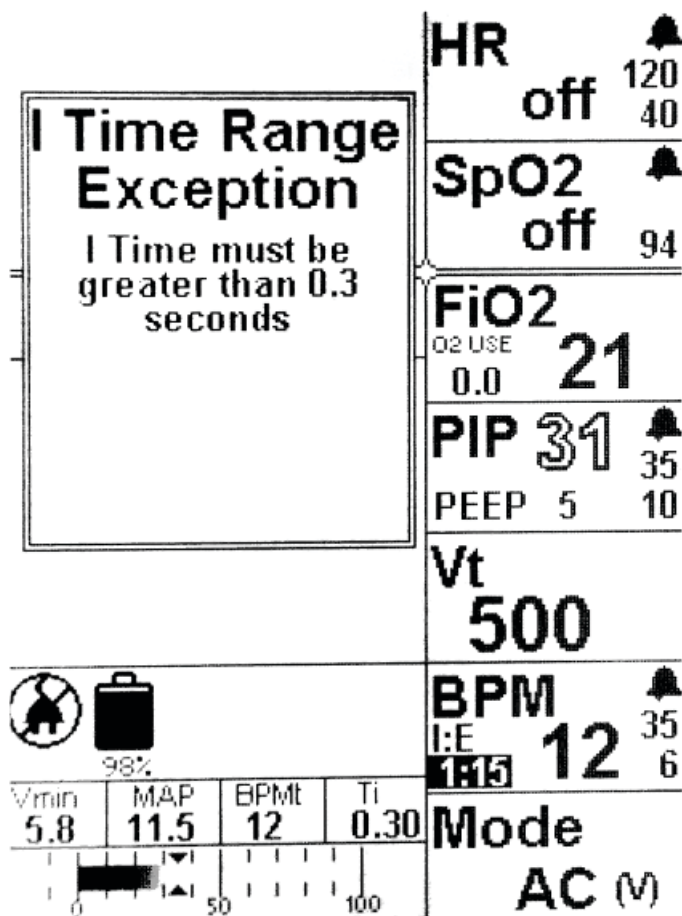 I Time Range
Exception
I Time must be
greater than 0.3
seconds
98%
Vmin MAP BPMt Ti
5.8 11.5 12 0.30
0 50 100
HR 120
off 40
SpO2
off 94
FiO2
O2 USE 21
0.0
PIP 31 35
PEEP 5 10
Vt
500
BPM 35
I:E 12
1:15 6
Mode
AC (V)